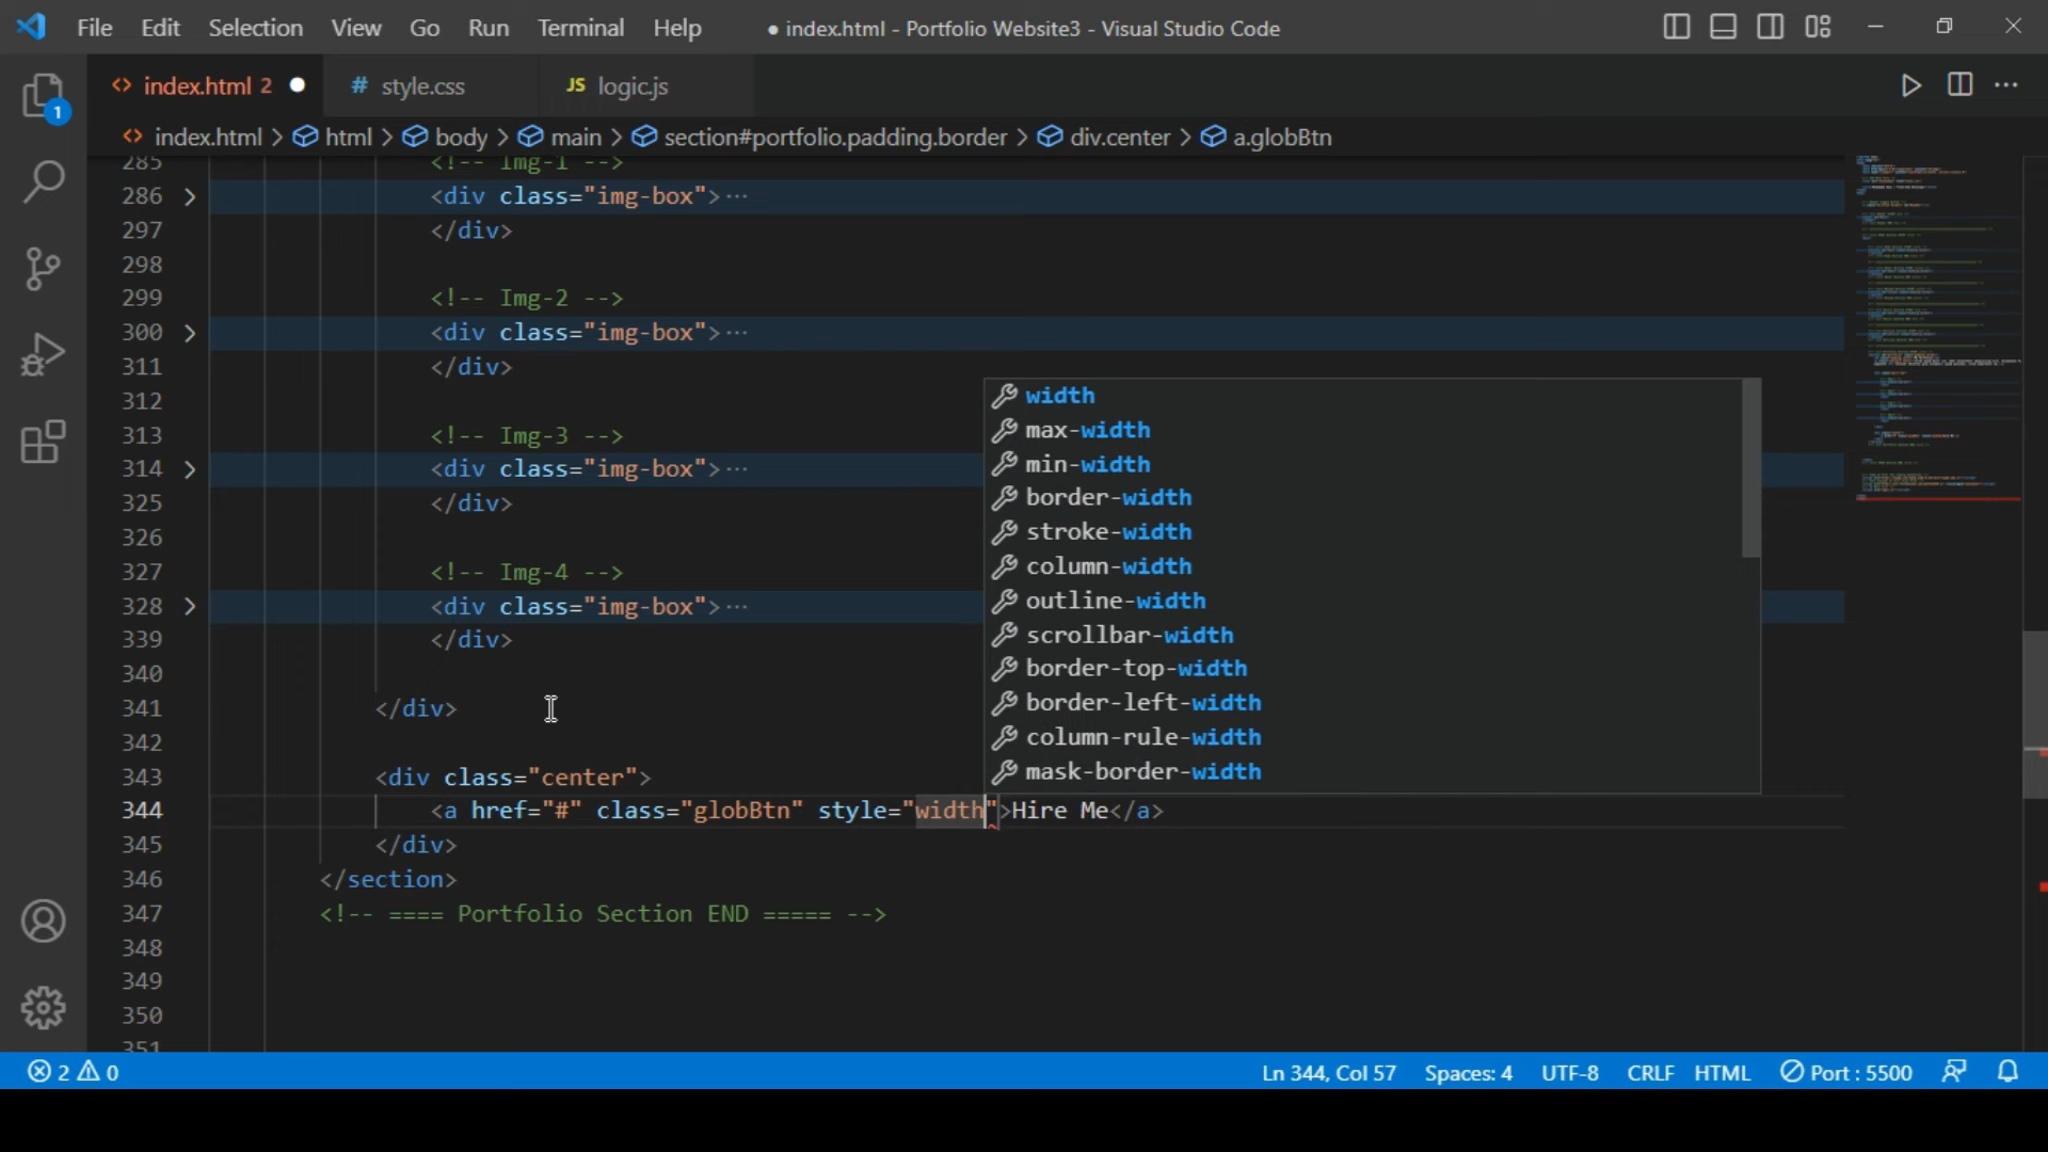 File Edit Selection View Go Run Terminal Help ● index.html - Portfolio Website3 - Visual Studio Code
<> index.html 2 ● # style.css JS logic.js
1
<> index.html > html > body > main > section#portfolio.padding.border > div.center > a.globBtn
285 <!-- Img-1 -->
286 > <div class="img-box">···
297 </div>
298
299 <!-- Img-2 -->
300 > <div class="img-box">···
311 </div>
312
313 <!-- Img-3 -->
314 > <div class="img-box">···
325 </div>
326
327 <!-- Img-4 -->
328 > <div class="img-box">···
339 </div>
340
341 </div>
342
343 <div class="center">
344 <a href="#" class="globBtn" style="width">Hire Me</a>
345 </div>
346 </section>
347 <!-- ==== Portfolio Section END ===== -->
348
349
350
351
width
max-width
min-width
border-width
stroke-width
column-width
outline-width
scrollbar-width
border-top-width
border-left-width
column-rule-width
mask-border-width
2 0 Ln 344, Col 57 Spaces: 4 UTF-8 CRLF HTML Port : 5500